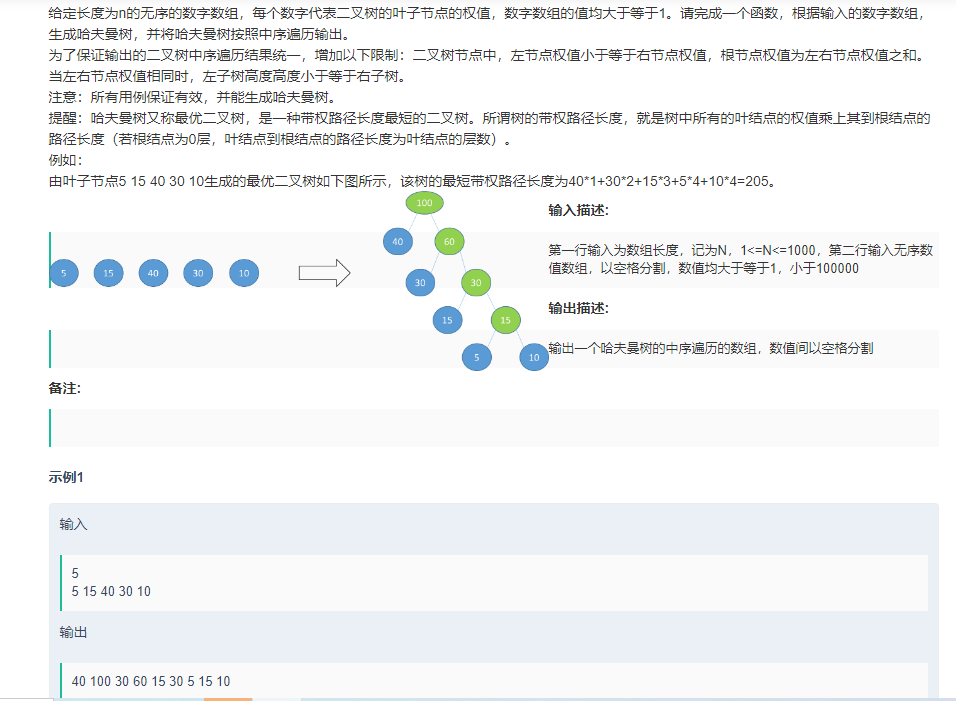 给定长度为n的无序的数字数组，每个数字代表二叉树的叶子节点的权值，数字数组的值均大于等于1。请完成一个函数，根据输入的数字数组，
生成哈夫曼树，并将哈夫曼树按照中序遍历输出。
为了保证输出的二叉树中序遍历结果统一，增加以下限制：二叉树节点中，左节点权值小于等于右节点权值，根节点权值为左右节点权值之和。
当左右节点权值相同时，左子树高度高度小于等于右子树。
注意：所有用例保证有效，并能生成哈夫曼树。
提醒：哈夫曼树又称最优二叉树，是一种带权路径长度最短的二叉树。所谓树的带权路径长度，就是树中所有的叶结点的权值乘上其到根结点的
路径长度（若根结点为0层，叶结点到根结点的路径长度为叶结点的层数）。
例如：
由叶子节点5 15 40 30 10生成的最优二叉树如下图所示，该树的最短带权路径长度为40*1+30*2+15*3+5*4+10*4=205。
100
40
60
5
15
40
30
10
30
30
15
15
5
10
输入描述:
第一行输入为数组长度，记为N，1<=N<=1000，第二行输入无序数
值数组，以空格分割，数值均大于等于1，小于100000
输出描述:
输出一个哈夫曼树的中序遍历的数组，数值间以空格分割
备注:
示例1
输入
5
5 15 40 30 10
输出
40 100 30 60 15 30 5 15 10